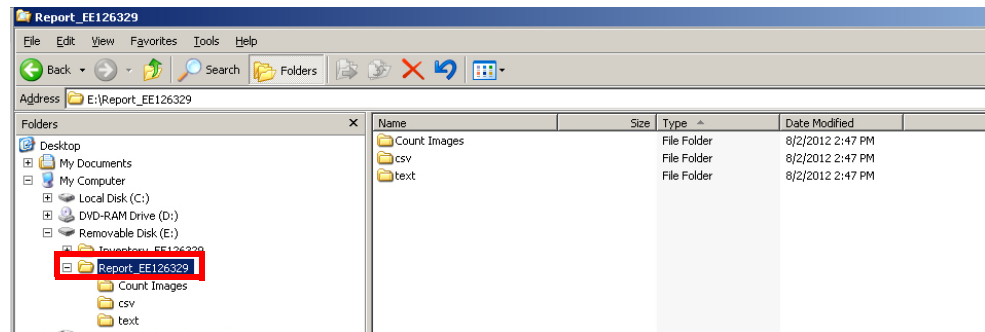 Report_EE126329
File Edit View Favorites Tools Help
Back Search Folders
Address E:\Report_EE126329
Folders x
Desktop
My Documents
My Computer
Local Disk (C:)
DVD-RAM Drive (D:)
Removable Disk (E:)
Inventory_EE126329
Report_EE126329
Count Images
csv
text
Name Size Type Date Modified
Count Images File Folder 8/2/2012 2:47 PM
csv File Folder 8/2/2012 2:47 PM
text File Folder 8/2/2012 2:47 PM